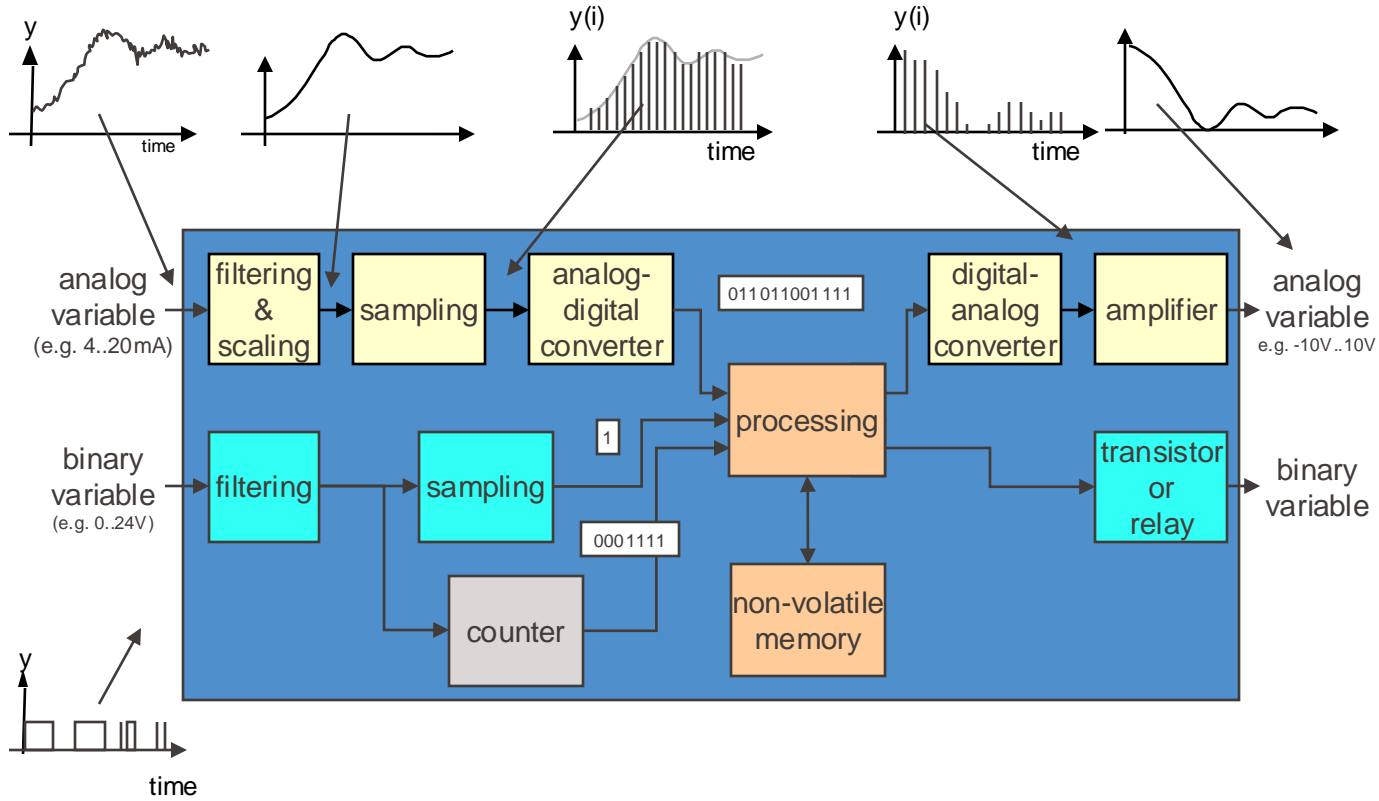 y
time
y(i)
time
y(i)
time
analog
variable
(e.g. 4..20mA)
filtering
&
scaling
sampling
analog-
digital
converter
011011001111
digital-
analog
converter
amplifier
analog
variable
e.g. -10V..10V
processing
binary
variable
(e.g. 0..24V)
filtering
sampling
1
0001111
transistor
or
relay
binary
variable
counter
non-volatile
memory
y
time